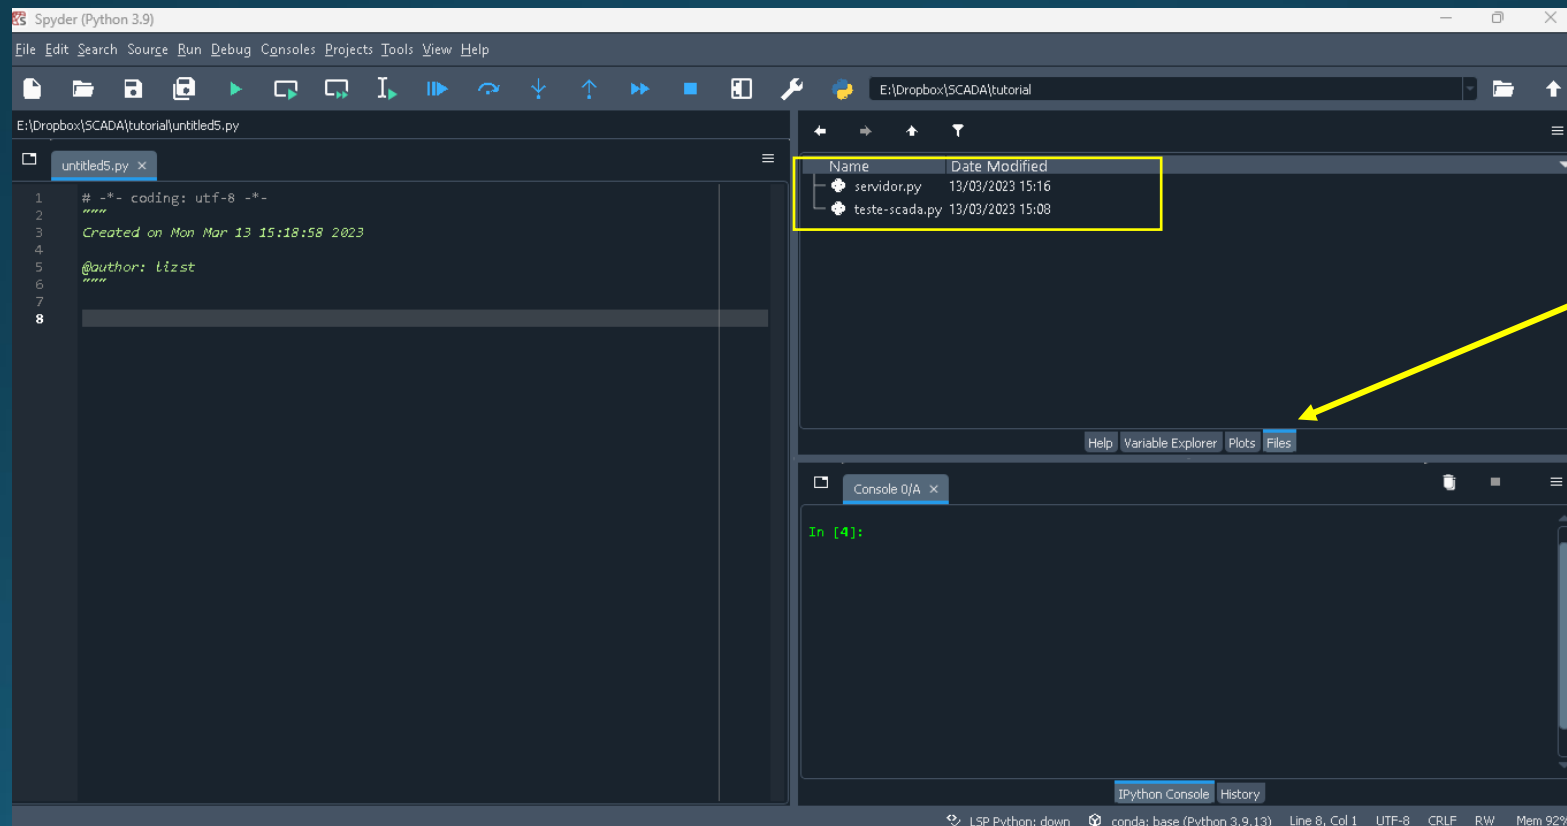 Spyder (Python 3.9)
File Edit Search Source Run Debug Consoles Projects Tools View Help
E:\Dropbox\SCADA\tutorial
E:\Dropbox\SCADA\tutorial\untitled5.py
untitled5.py
1 # -*- coding: utf-8 -*-
2 """
3 Created on Mon Mar 13 15:18:58 2023
4
5 @author: lizst
6 """
7
8
Name Date Modified
servidor.py 13/03/2023 15:16
teste-scada.py 13/03/2023 15:08
Help Variable Explorer Plots Files
Console 0/A
In [4]:
IPython Console History
LSP Python: down conda: base (Python 3.9.13) Line 8, Col 1 UTF-8 CRLF RW Mem 92%